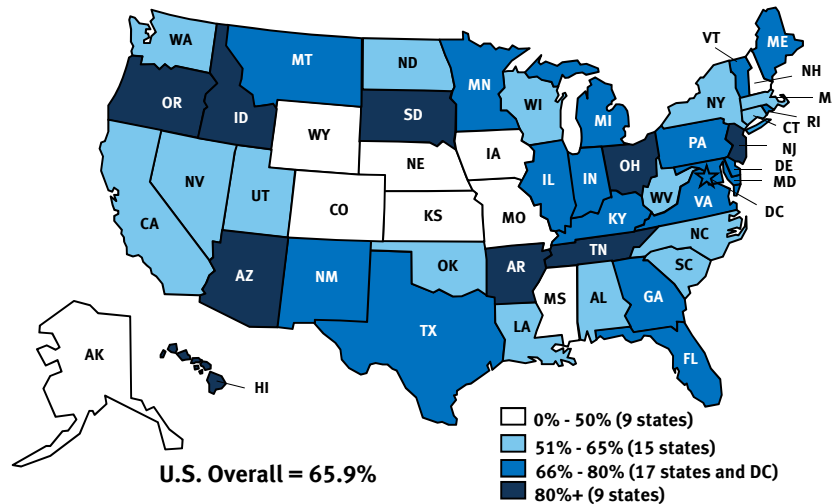 WA
MT
ND
MN
VT
ME
NH
OR
ID
SD
WI
NY
M
MI
CT
RI
WY
PA
NJ
NE
IA
OH
DE
MD
NV
UT
IL
IN
WV
VA
CO
KS
MO
KY
DC
CA
NC
TN
AZ
NM
OK
AR
SC
MS
AL
GA
TX
LA
AK
FL
HI
0% - 50% (9 states)
51% - 65% (15 states)
66% - 80% (17 states and DC)
80%+ (9 states)
U.S. Overall = 65.9%